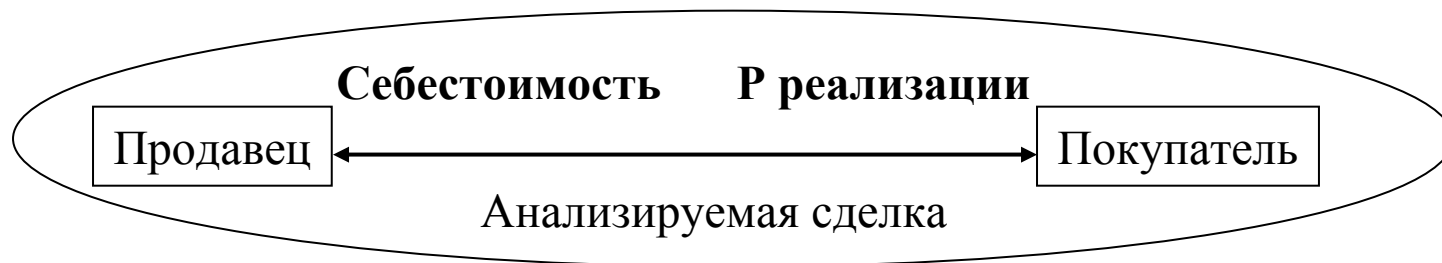 Себестоимость Р реализации
Продавец Покупатель
Анализируемая сделка